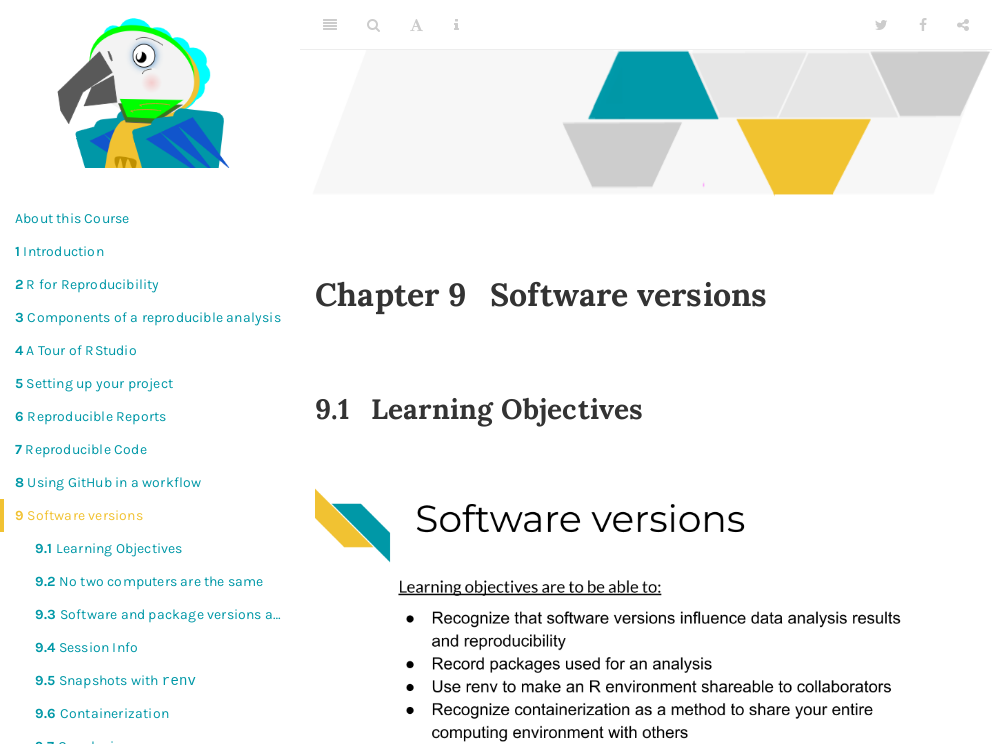 About this Course
1 Introduction
2 R for Reproducibility
3 Components of a reproducible analysis
4 A Tour of RStudio
5 Setting up your project
6 Reproducible Reports
7 Reproducible Code
8 Using GitHub in a workflow
9 Software versions
9.1 Learning Objectives
9.2 No two computers are the same
9.3 Software and package versions a…
9.4 Session Info
9.5 Snapshots with renv
9.6 Containerization
Chapter 9 Software versions
9.1 Learning Objectives
Software versions
Learning objectives are to be able to:
● Recognize that software versions influence data analysis results
and reproducibility
● Record packages used for an analysis
● Use renv to make an R environment shareable to collaborators
● Recognize containerization as a method to share your entire
computing environment with others